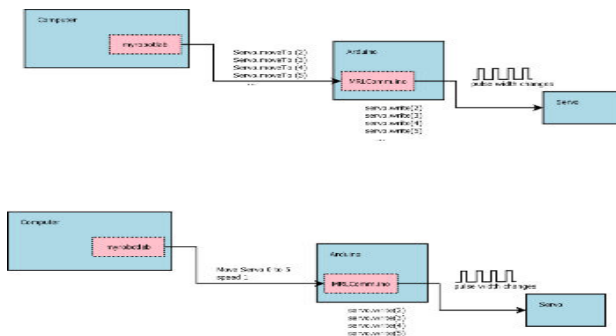 Computer
myrobotlab
Servo.moveTo (2)
Servo.moveTo (3)
Servo.moveTo (4)
Servo.moveTo (5)
...
Arduino
MRLComm.ino
servo.write(2)
servo.write(3)
servo.write(4)
servo.write(5)
...
pulse width changes
Servo
Computer
myrobotlab
Move Servo 0 to 5
speed 1
Arduino
MRLComm.ino
servo.write(2)
servo.write(3)
servo.write(4)
servo.write(5)
pulse width changes
Servo